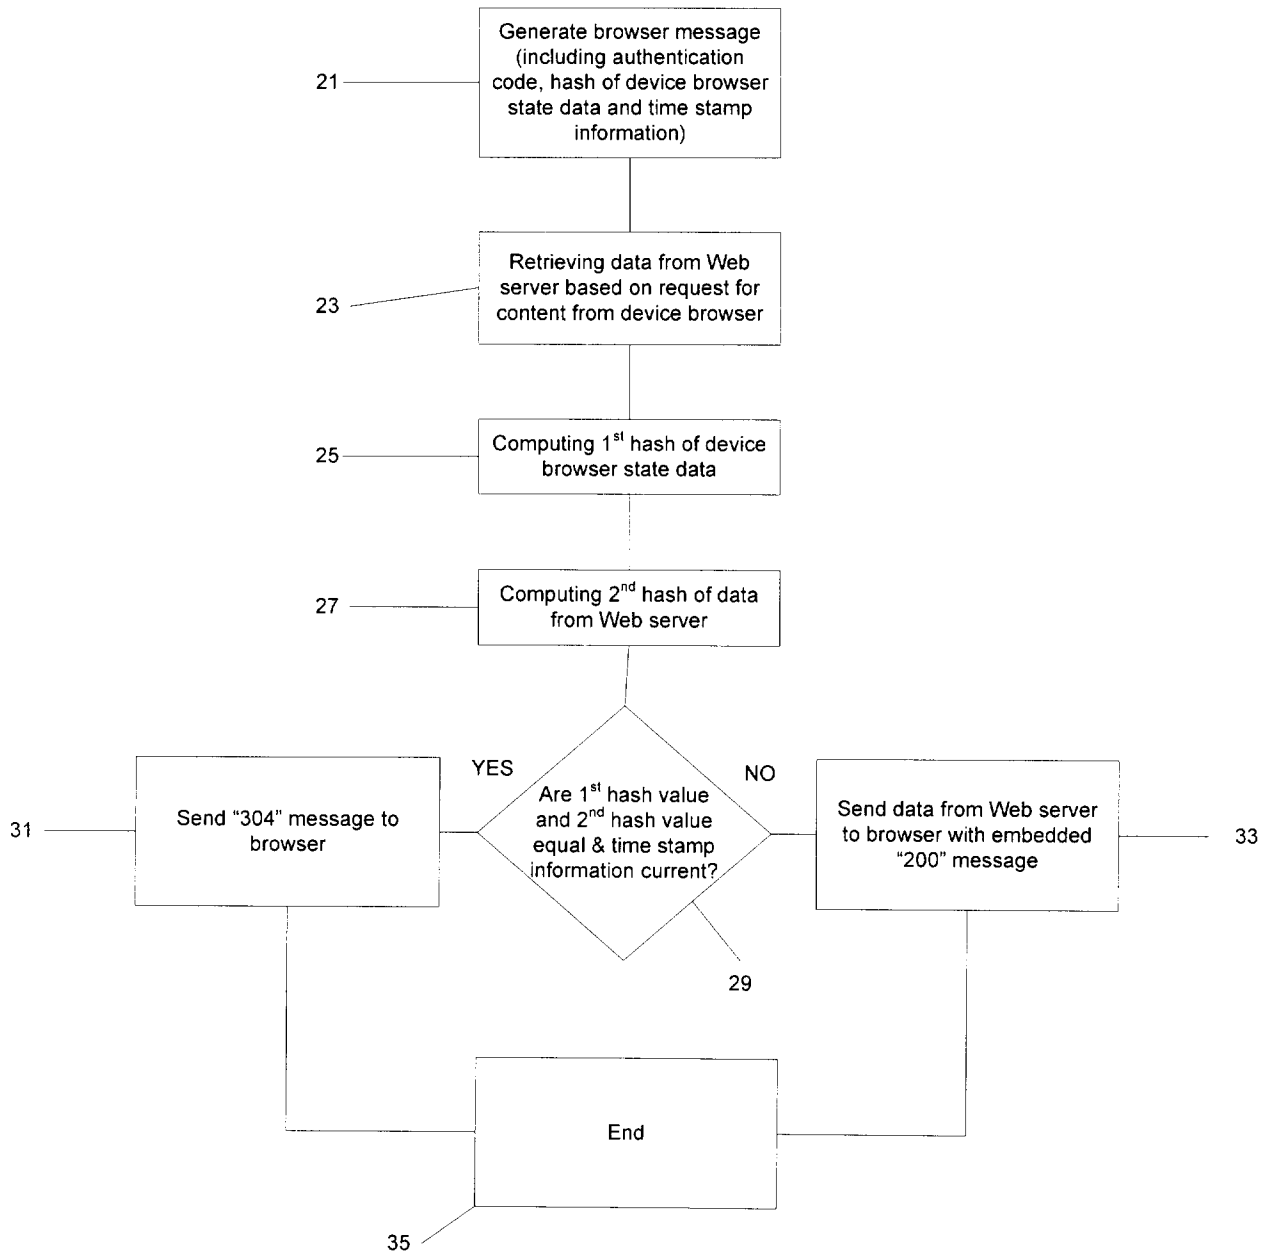 Generate browser message
(including authentication
code, hash of device browser
state data and time stamp
information)
21
Retrieving data from Web
server based on request for
content from device browser
23
Computing 1st hash of device
browser state data
25
Computing 2nd hash of data
from Web server
27
YES
NO
Are 1st hash value
and 2nd hash value
equal & time stamp
information current?
Send “304” message to
browser
31
Send data from Web server
to browser with embedded
“200” message
33
29
End
35